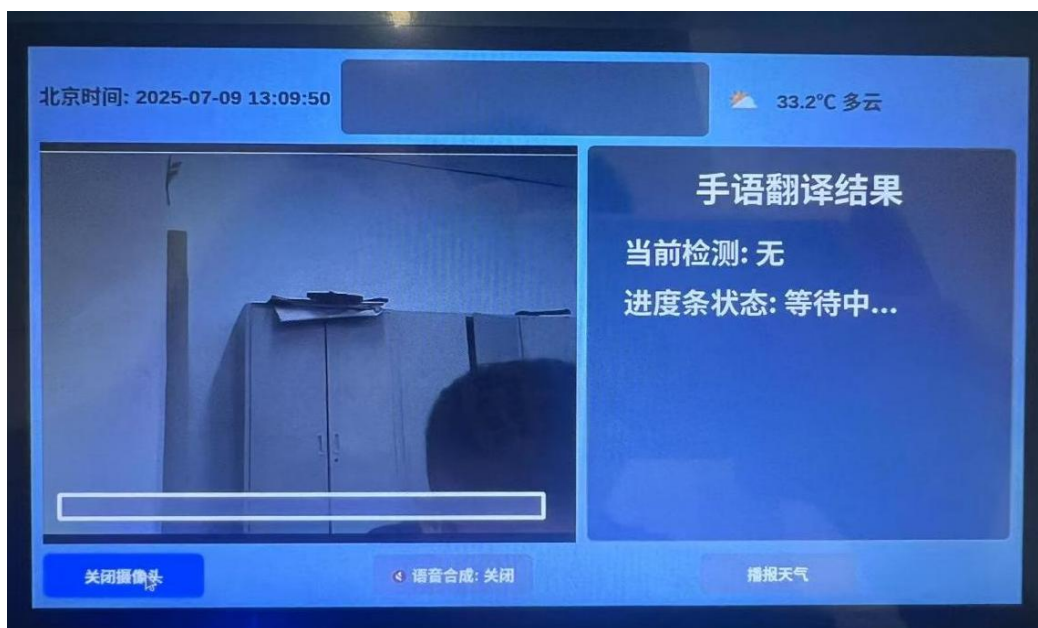 北京时间: 2025-07-09 13:09:50
33.2°C 多云
手语翻译结果
当前检测: 无
进度条状态: 等待中...
关闭摄像头
语音合成: 关闭
播报天气